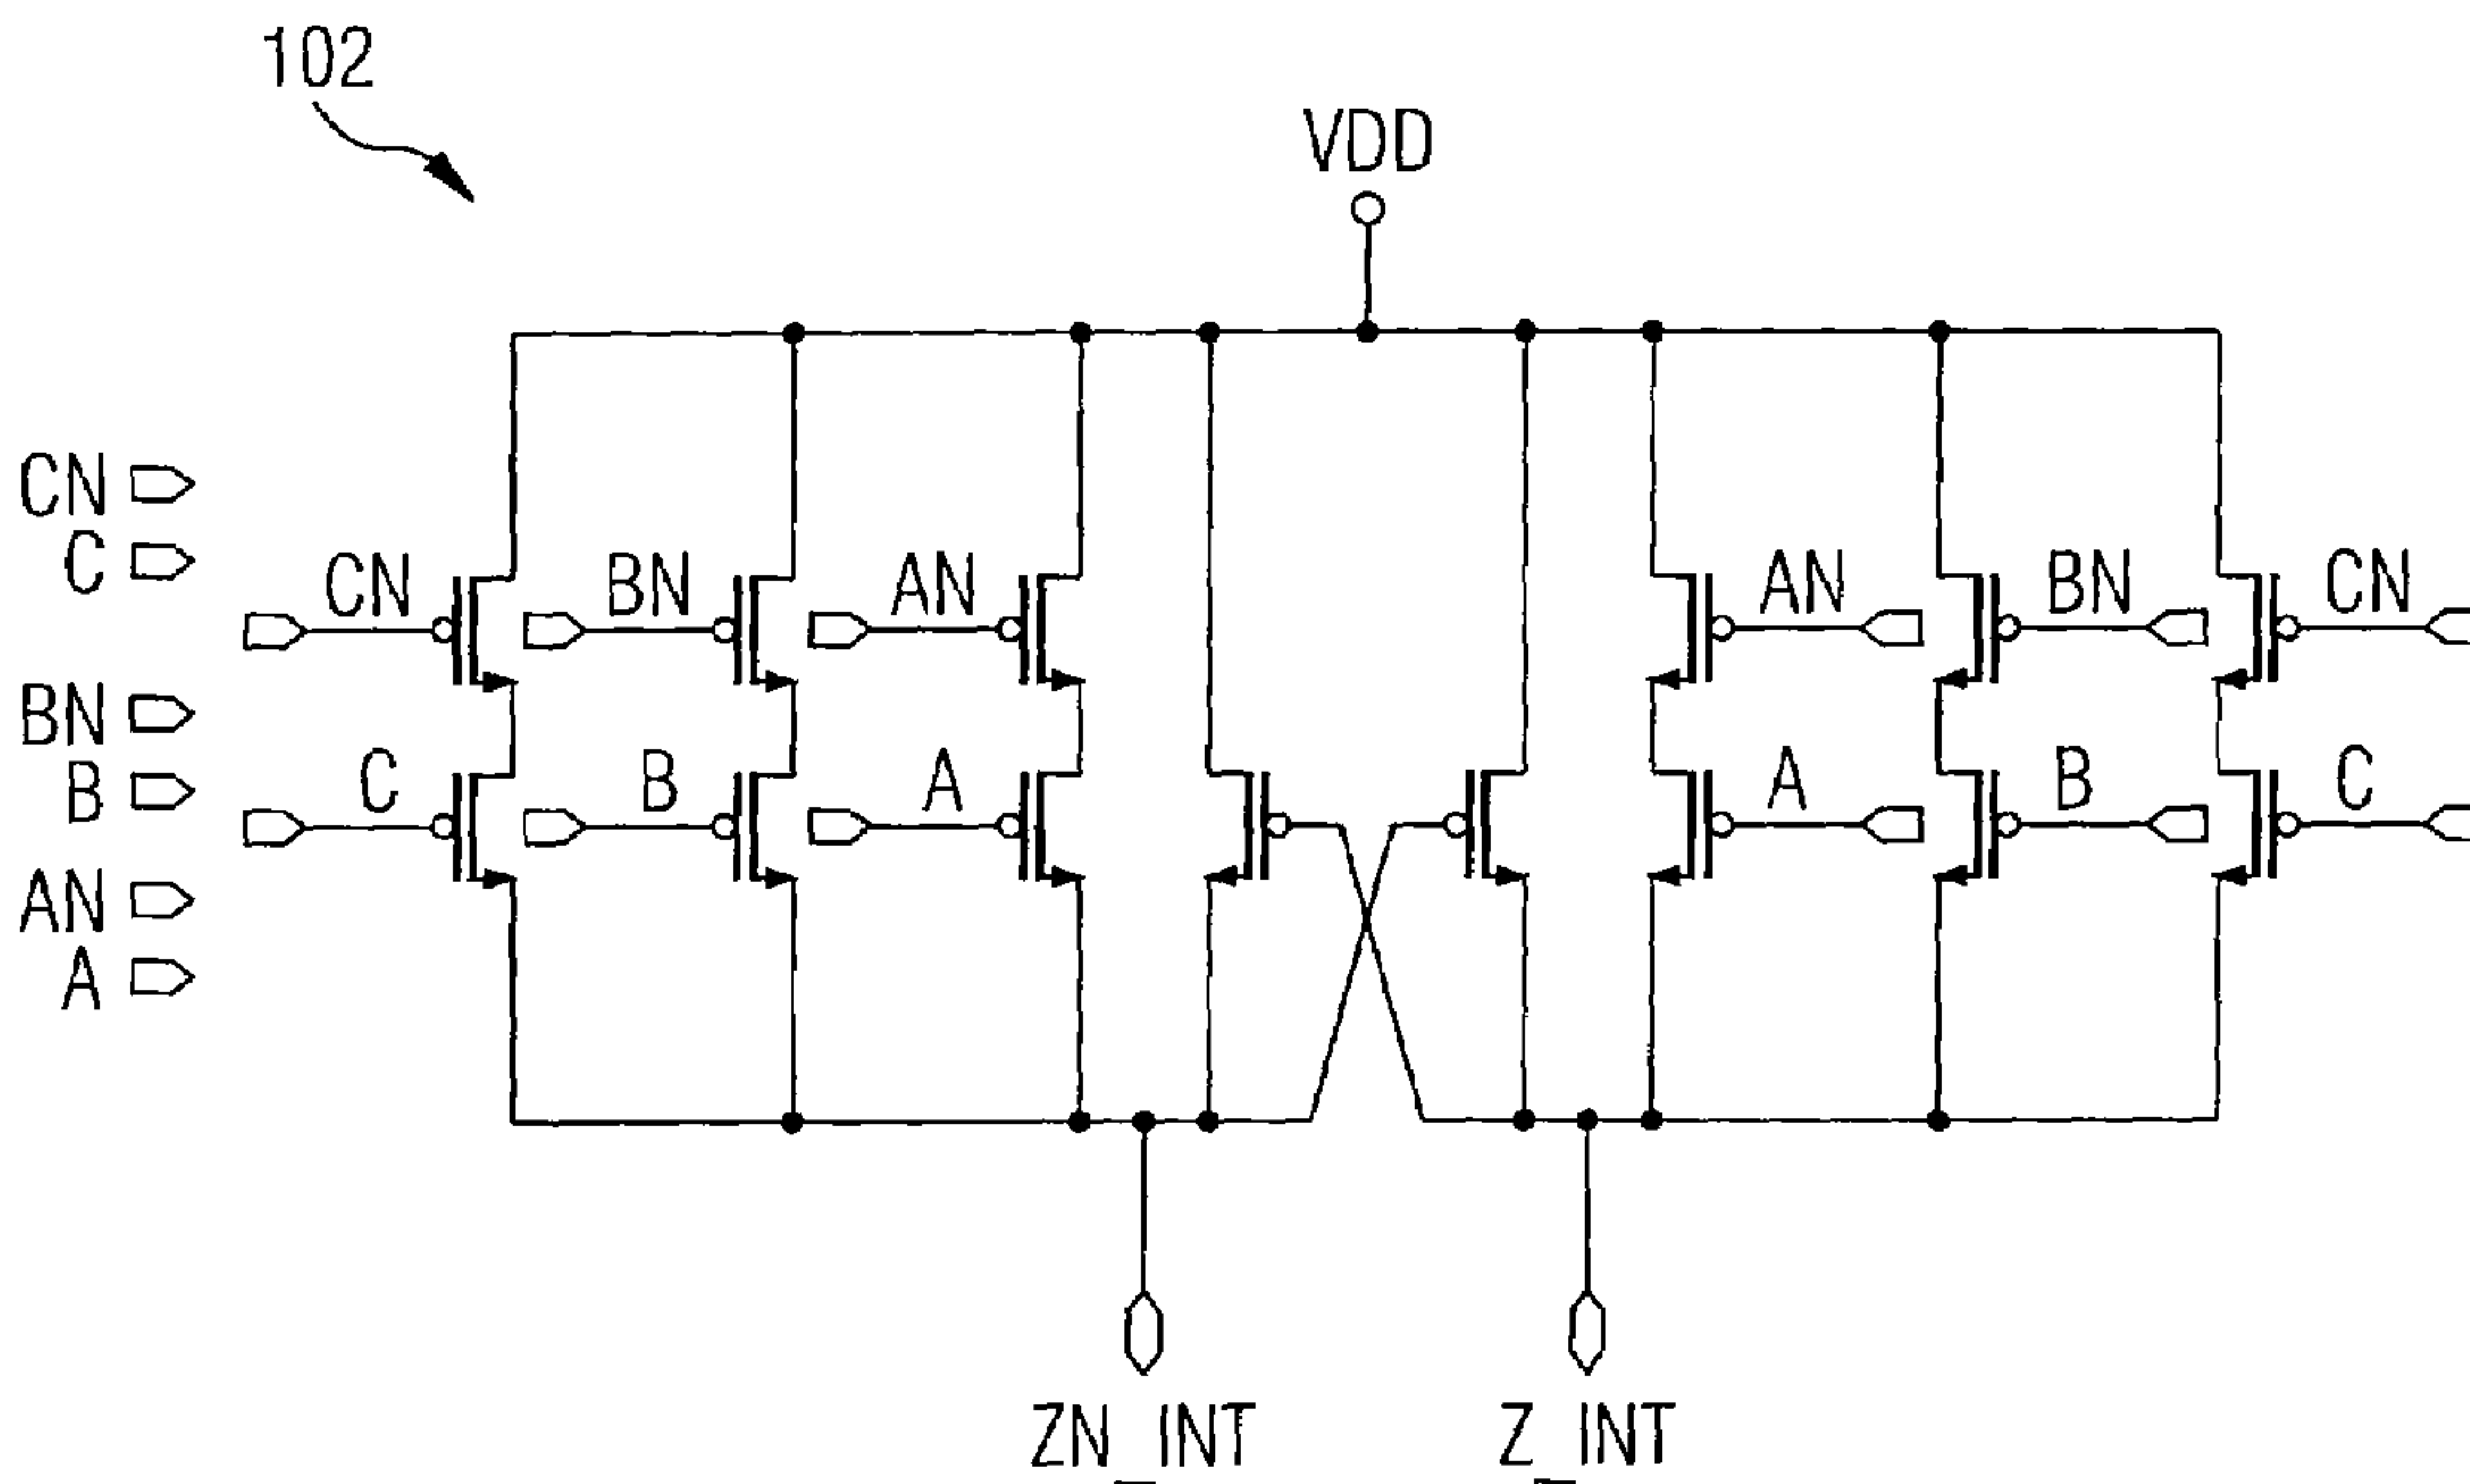 102
VDD
CN
C
CN BN AN AN BN CN
BN
C B A A B C
B
AN
A
ZN_INT Z_INT